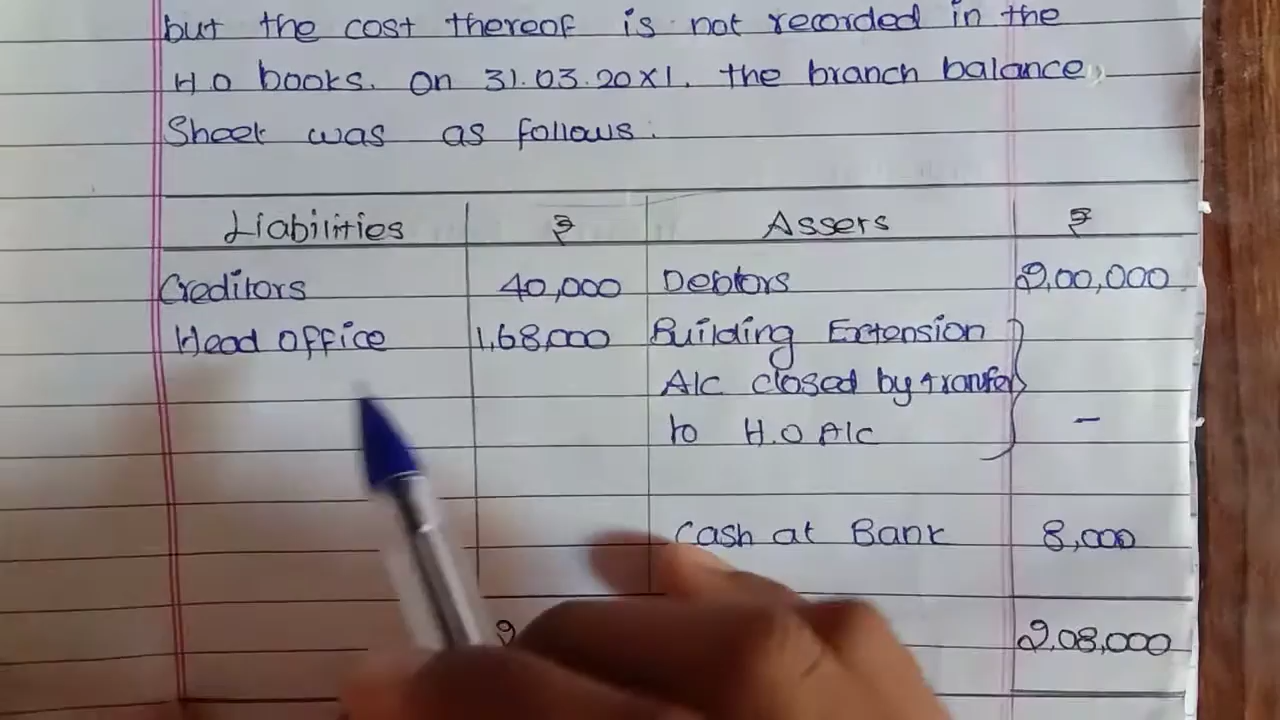 but the cost thereof is not recorded in the
H O books. On 31.03.20X1. the branch balance
Sheet was as follows.
Liabilities ₹ Assers ₹
Creditors 40,000 Debtors 2,00,000
Head office 1,68,000 Building Extension
A/c closed by transfer
to H.O A/c -
Cash at Bank 8,000
2,08,000